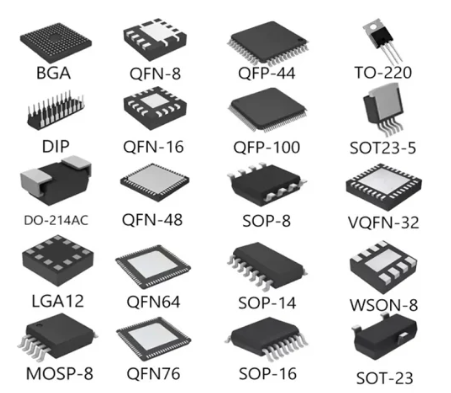 BGA QFN-8 QFP-44 TO-220
DIP QFN-16 QFP-100 SOT23-5
DO-214AC QFN-48 SOP-8 VQFN-32
LGA12 QFN64 SOP-14 WSON-8
MOSP-8 QFN76 SOP-16 SOT-23